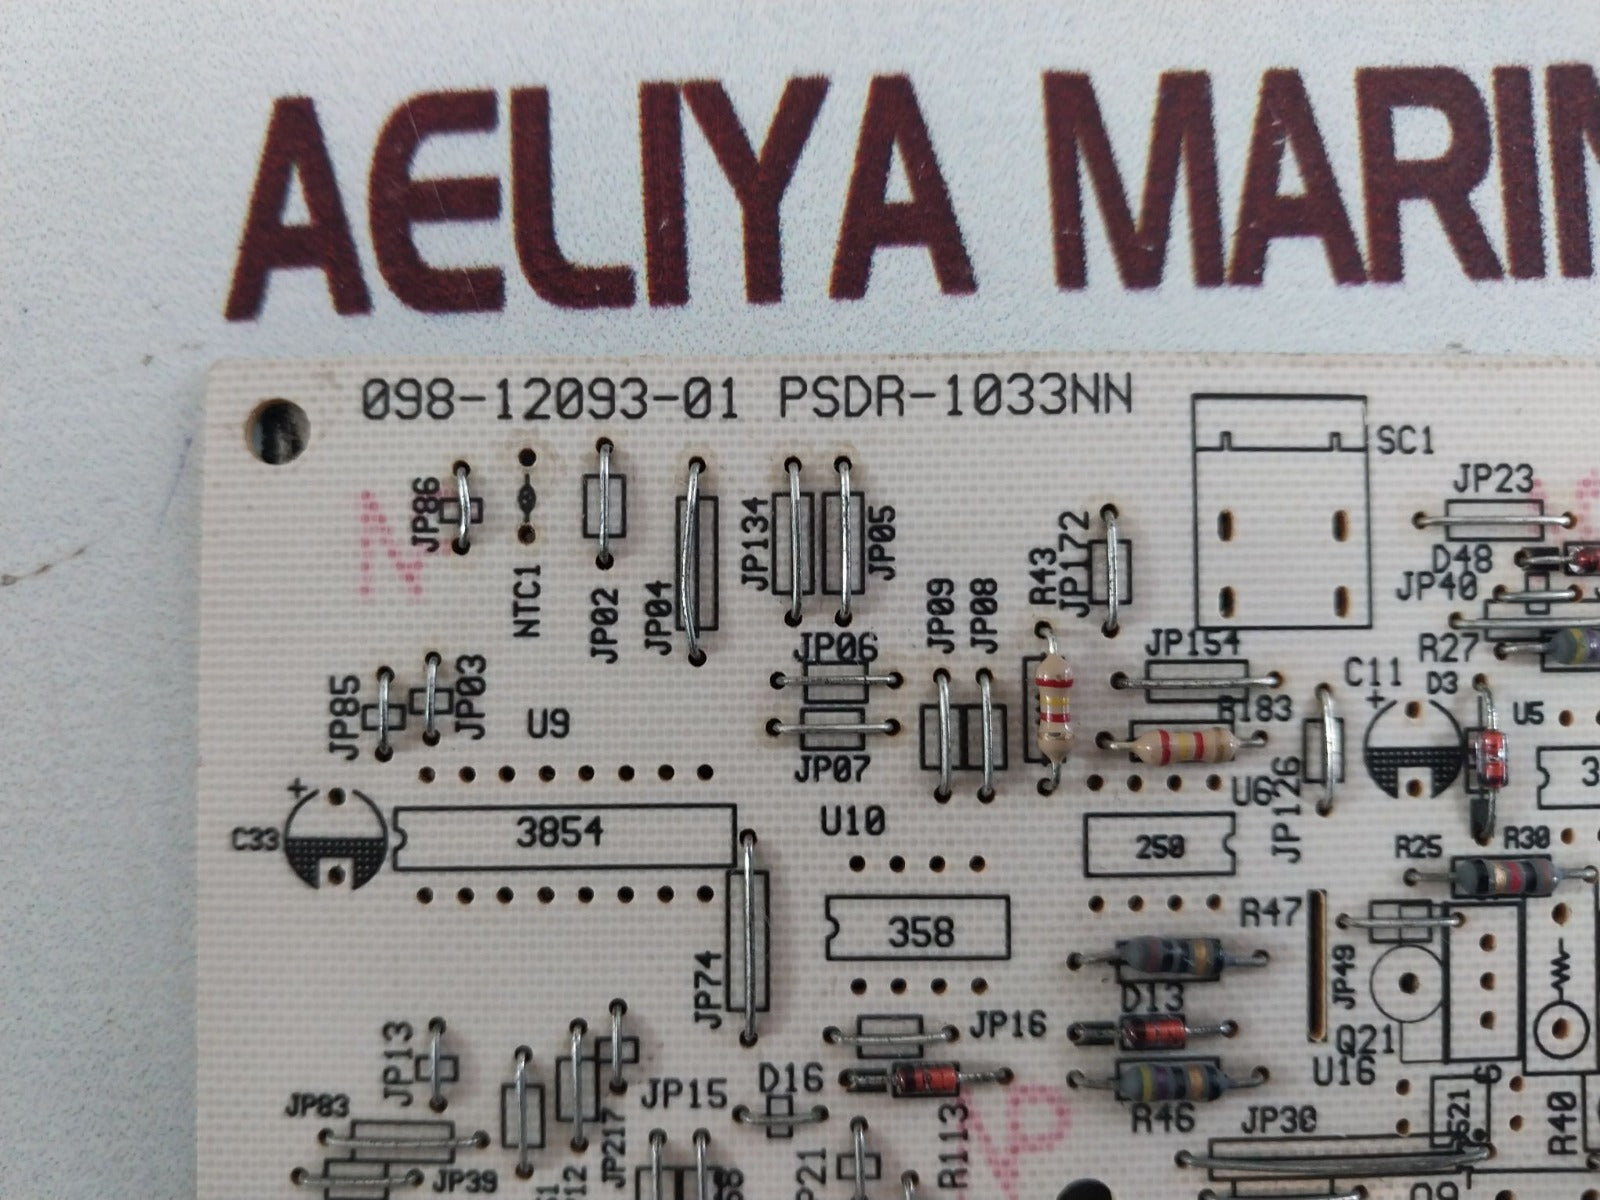 AELIYA MARIN
098-12093-01 PSDR-1033NN
SC1
JP23
JP86
NTC1
JP02
JP04
JP134
JP05
JP09
JP08
R43
JP172
D48
JP40
JP154
R27
JP06
JP85
JP03
C11
D3
R183
U5
U9
JP07
U6
JP126
C33
3854
U10
250
R25
R30
358
R47
JP74
JP49
D13
JP16
Q21
U16
JP13
D16
JP15
R46
JP83
JP217
R113
JP30
R40
JP39
P21